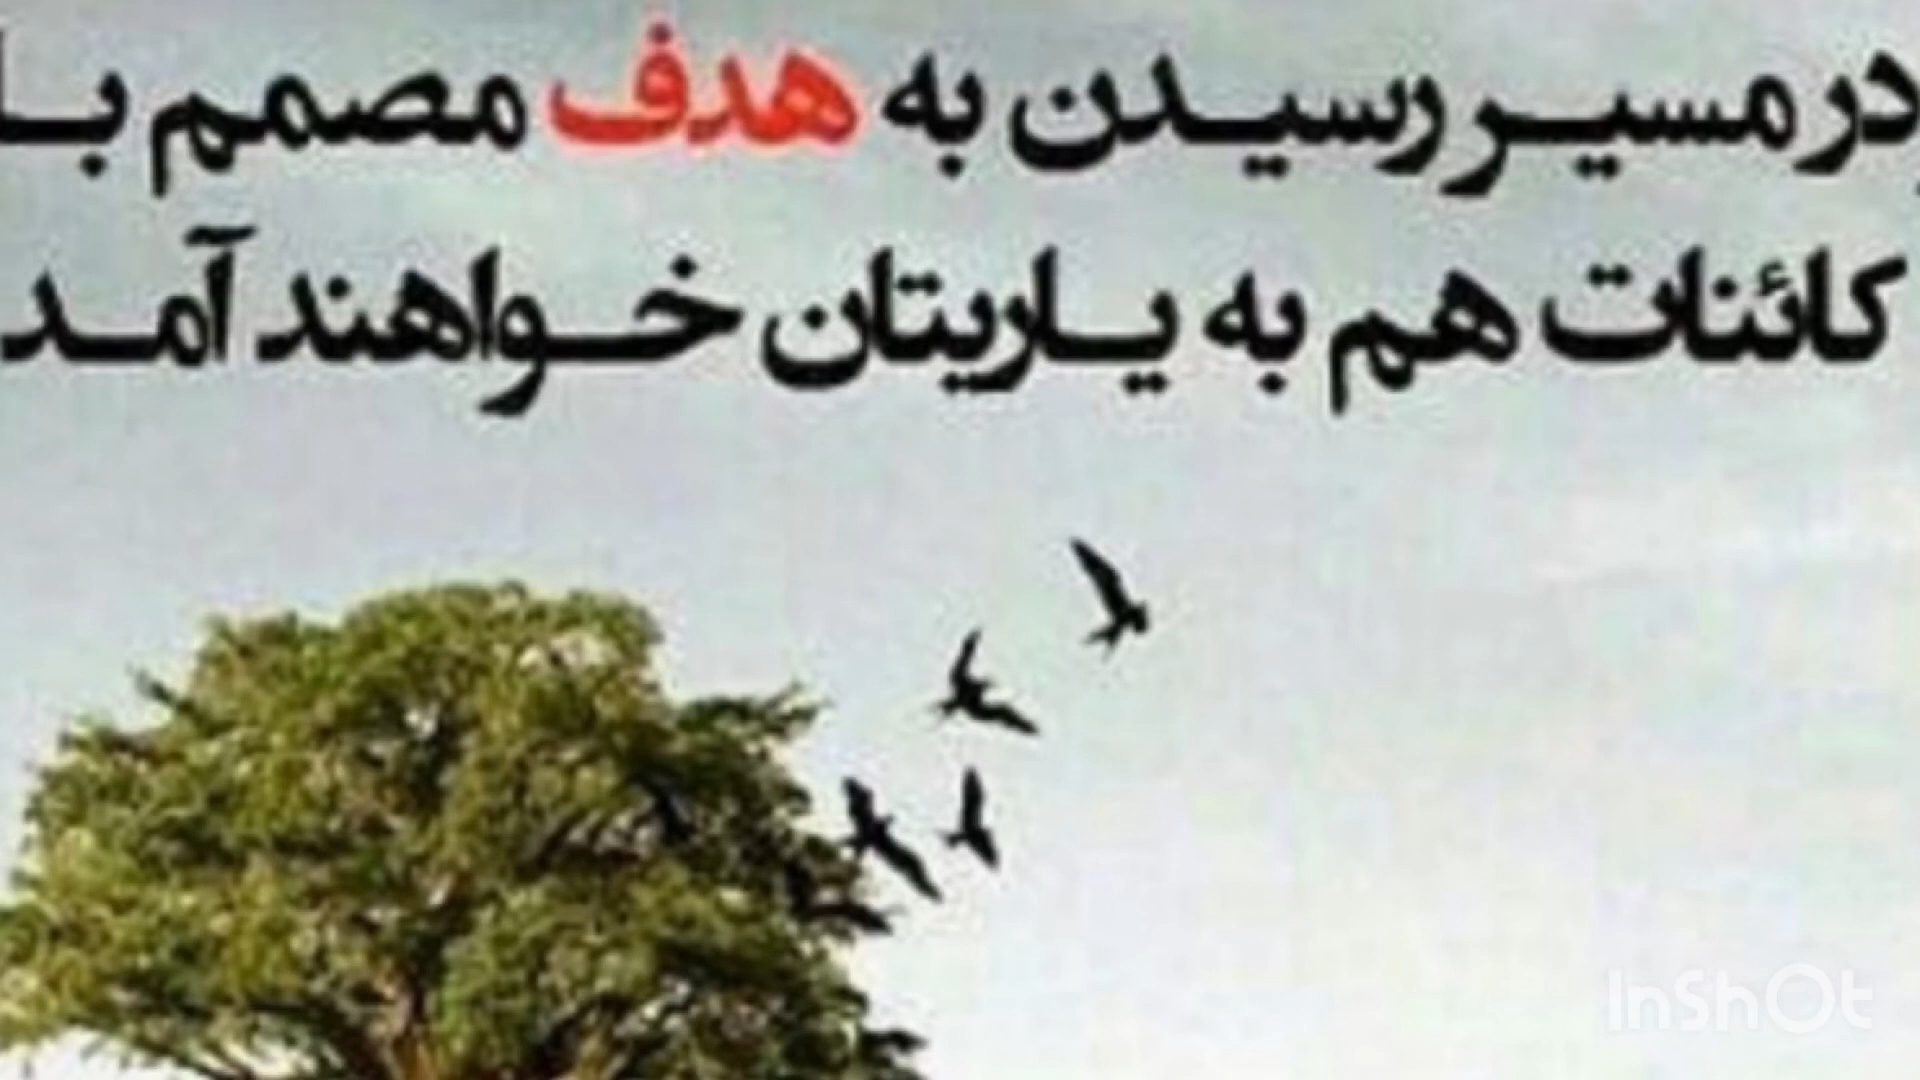 در مسیر رسیدن به هدف مصمم
کائنات هم به یاریتان خواهند آمد
InShOt